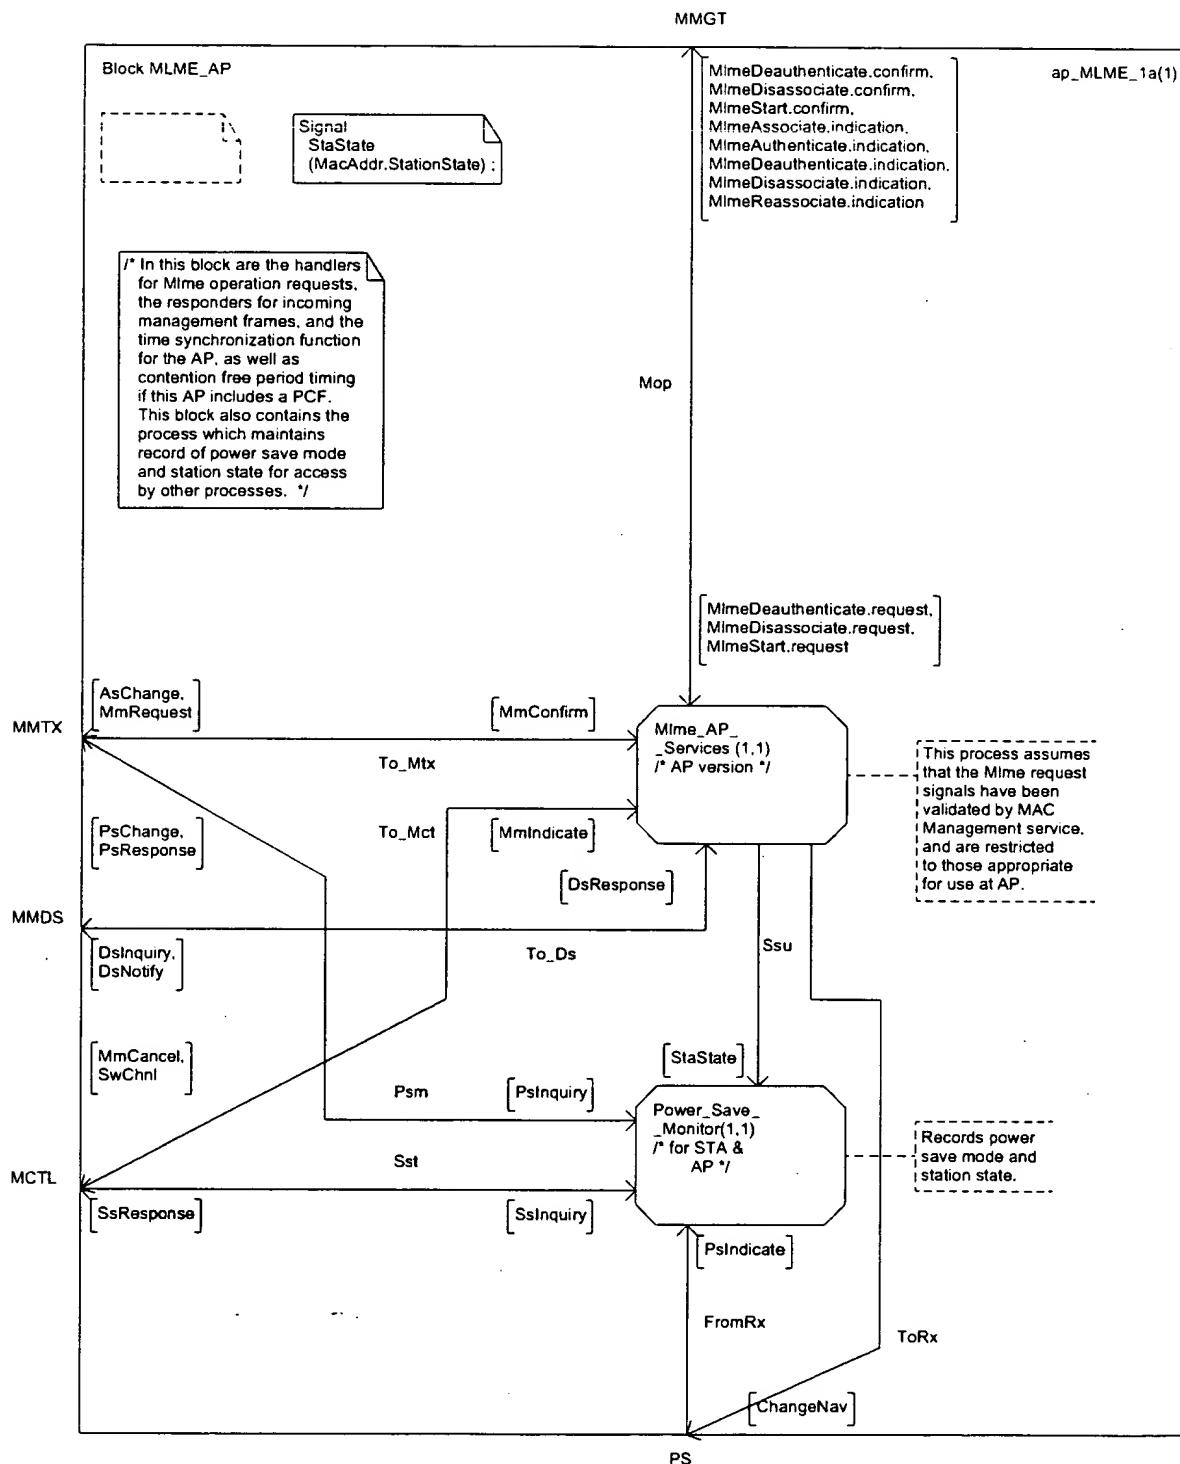 MMGT
Block MLME_AP
ap_MLME_1a(1)
Signal
StaState
(MacAddr.StationState) ;
MlmeDeauthenticate.confirm,
MlmeDisassociate.confirm,
MlmeStart.confirm,
MlmeAssociate.indication,
MlmeAuthenticate.indication,
MlmeDeauthenticate.indication,
MlmeDisassociate.indication,
MlmeReassociate.indication
/* In this block are the handlers
for Mlme operation requests,
the responders for incoming
management frames, and the
time synchronization function
for the AP, as well as
contention free period timing
if this AP includes a PCF.
This block also contains the
process which maintains
record of power save mode
and station state for access
by other processes. */
Mop
MlmeDeauthenticate.request,
MlmeDisassociate.request,
MlmeStart.request
AsChange,
MmRequest
[MmConfirm]
MMTX
To_Mtx
Mlme_AP_
_Services (1,1)
/* AP version */
This process assumes
that the Mlme request
signals have been
validated by MAC
Management service,
and are restricted
to those appropriate
for use at AP.
PsChange,
PsResponse
To_Mct
[MmIndicate]
[DsResponse]
MMDS
DsInquiry,
DsNotify
To_Ds
Ssu
MmCancel,
SwChnl
[StaState]
Psm
[PsInquiry]
Power_Save_
_Monitor(1,1)
/* for STA &
AP */
Records power
save mode and
station state.
MCTL
Sst
[SsResponse]
[SsInquiry]
[PsIndicate]
FromRx
ToRx
[ChangeNav]
PS